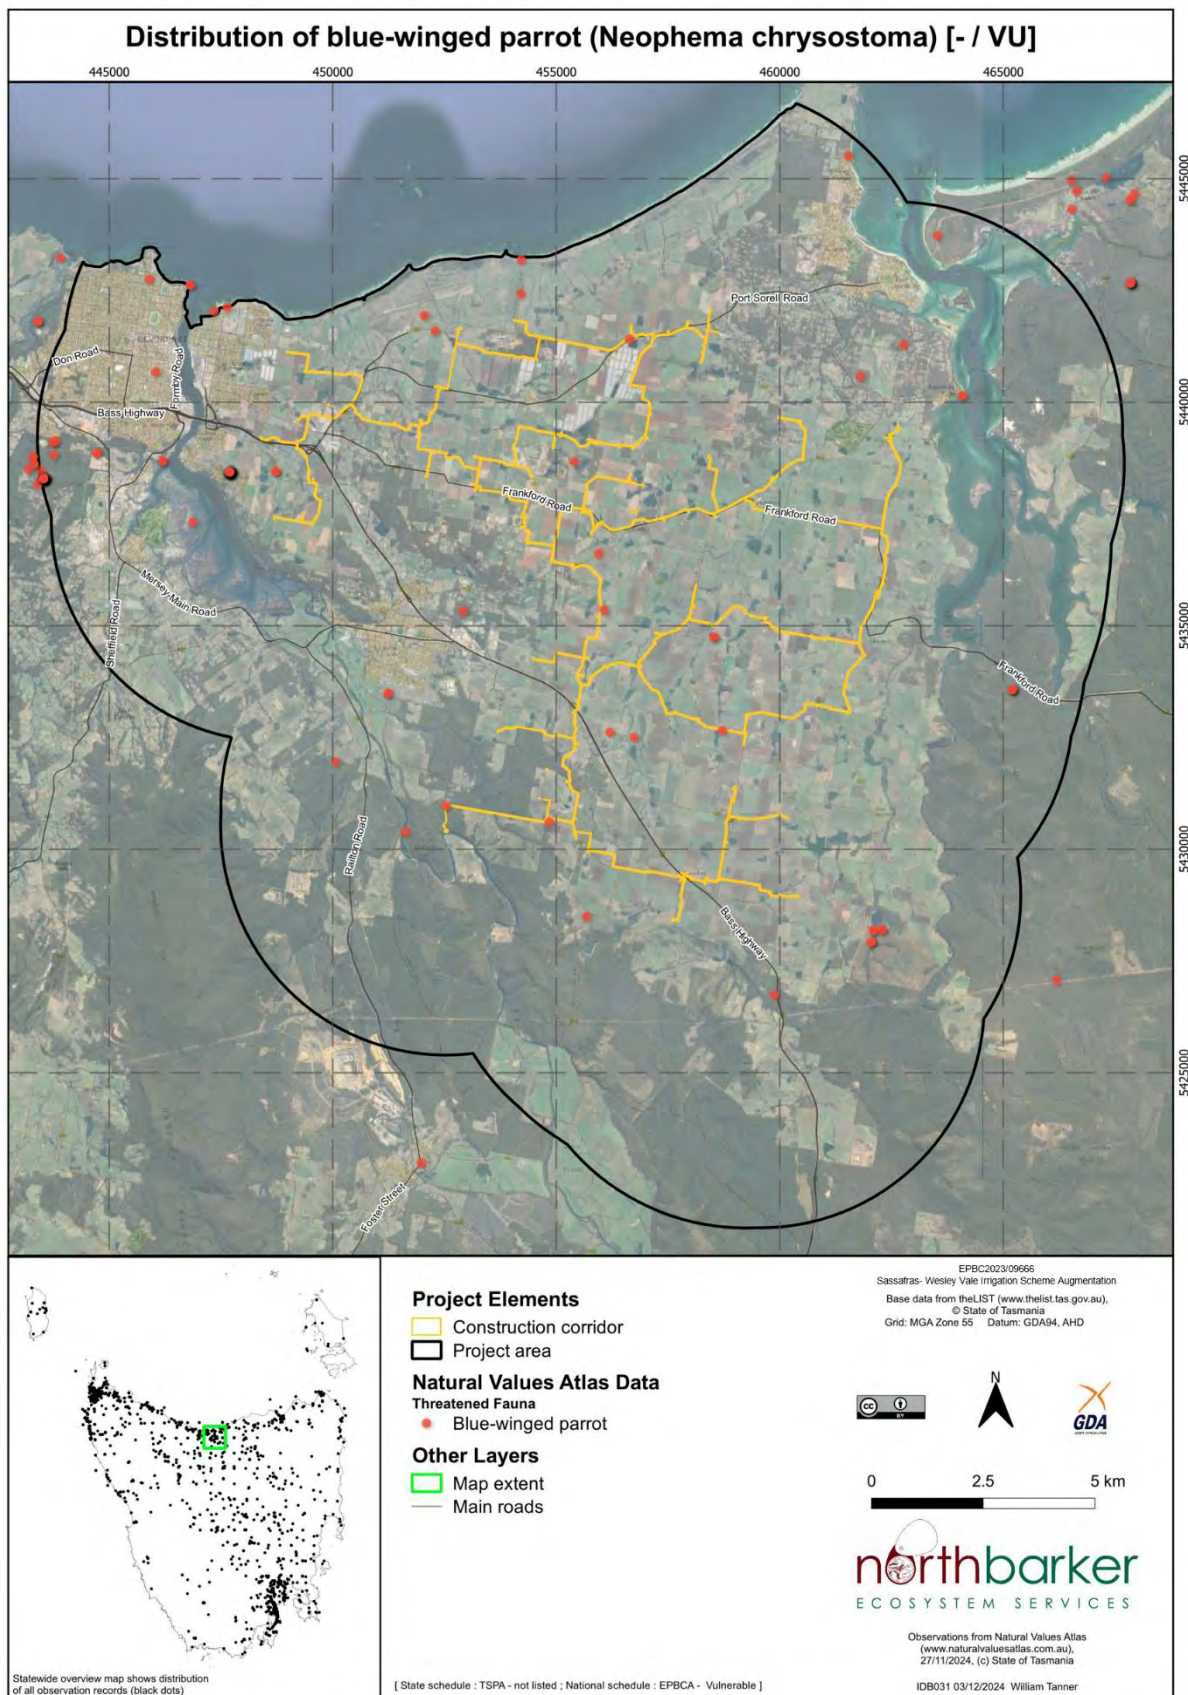 Distribution of blue-winged parrot (Neophema chrysostoma) [- / VU]
445000
450000
455000
460000
465000
5445000
5440000
5435000
5430000
5425000
Port Sorell Road
Don Road
Formby Road
Bass Highway
Frankford Road
Frankford Road
Mersey Main Road
Sheffield Road
Frankford Road
Railton Road
Bass Highway
Foster Street
Statewide overview map shows distribution
of all observation records (black dots)
Project Elements
Construction corridor
Project area
Natural Values Atlas Data
Threatened Fauna
Blue-winged parrot
Other Layers
Map extent
Main roads
[ State schedule : TSPA - not listed ; National schedule : EPBCA - Vulnerable ]
EPBC2023/09666
Sassafras- Wesley Vale Irrigation Scheme Augmentation
Base data from theLIST (www.thelist.tas.gov.au),
© State of Tasmania
Grid: MGA Zone 55 Datum: GDA94, AHD
cc
BY
N
GDA
0 2.5 5 km
northbarker
ECOSYSTEM SERVICES
Observations from Natural Values Atlas
(www.naturalvaluesatlas.com.au),
27/11/2024, (c) State of Tasmania
IDB031 03/12/2024 William Tanner